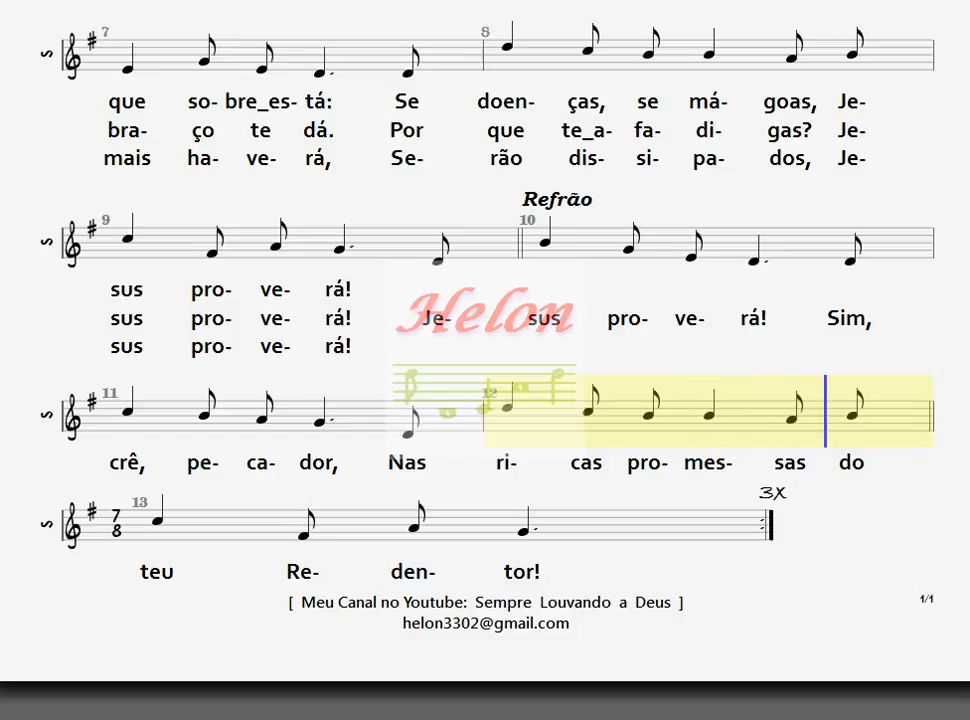 7 8
S
que so- bre_es- tá: Se doen- ças, se má- goas, Je-
bra- ço te dá. Por que te_a- fa- di- gas? Je-
mais ha- ve- rá, Se- rão dis- si- pa- dos, Je-
Refrão
9 10
S
sus pro- ve- rá!
sus pro- ve- rá! Je- sus pro- ve- rá! Sim,
sus pro- ve- rá!
Helon
11 12
S
crê, pe- ca- dor, Nas ri- cas pro- mes- sas do
3X
13
S 7 8
teu Re- den- tor!
[ Meu Canal no Youtube: Sempre Louvando a Deus ] 1/1
helon3302@gmail.com